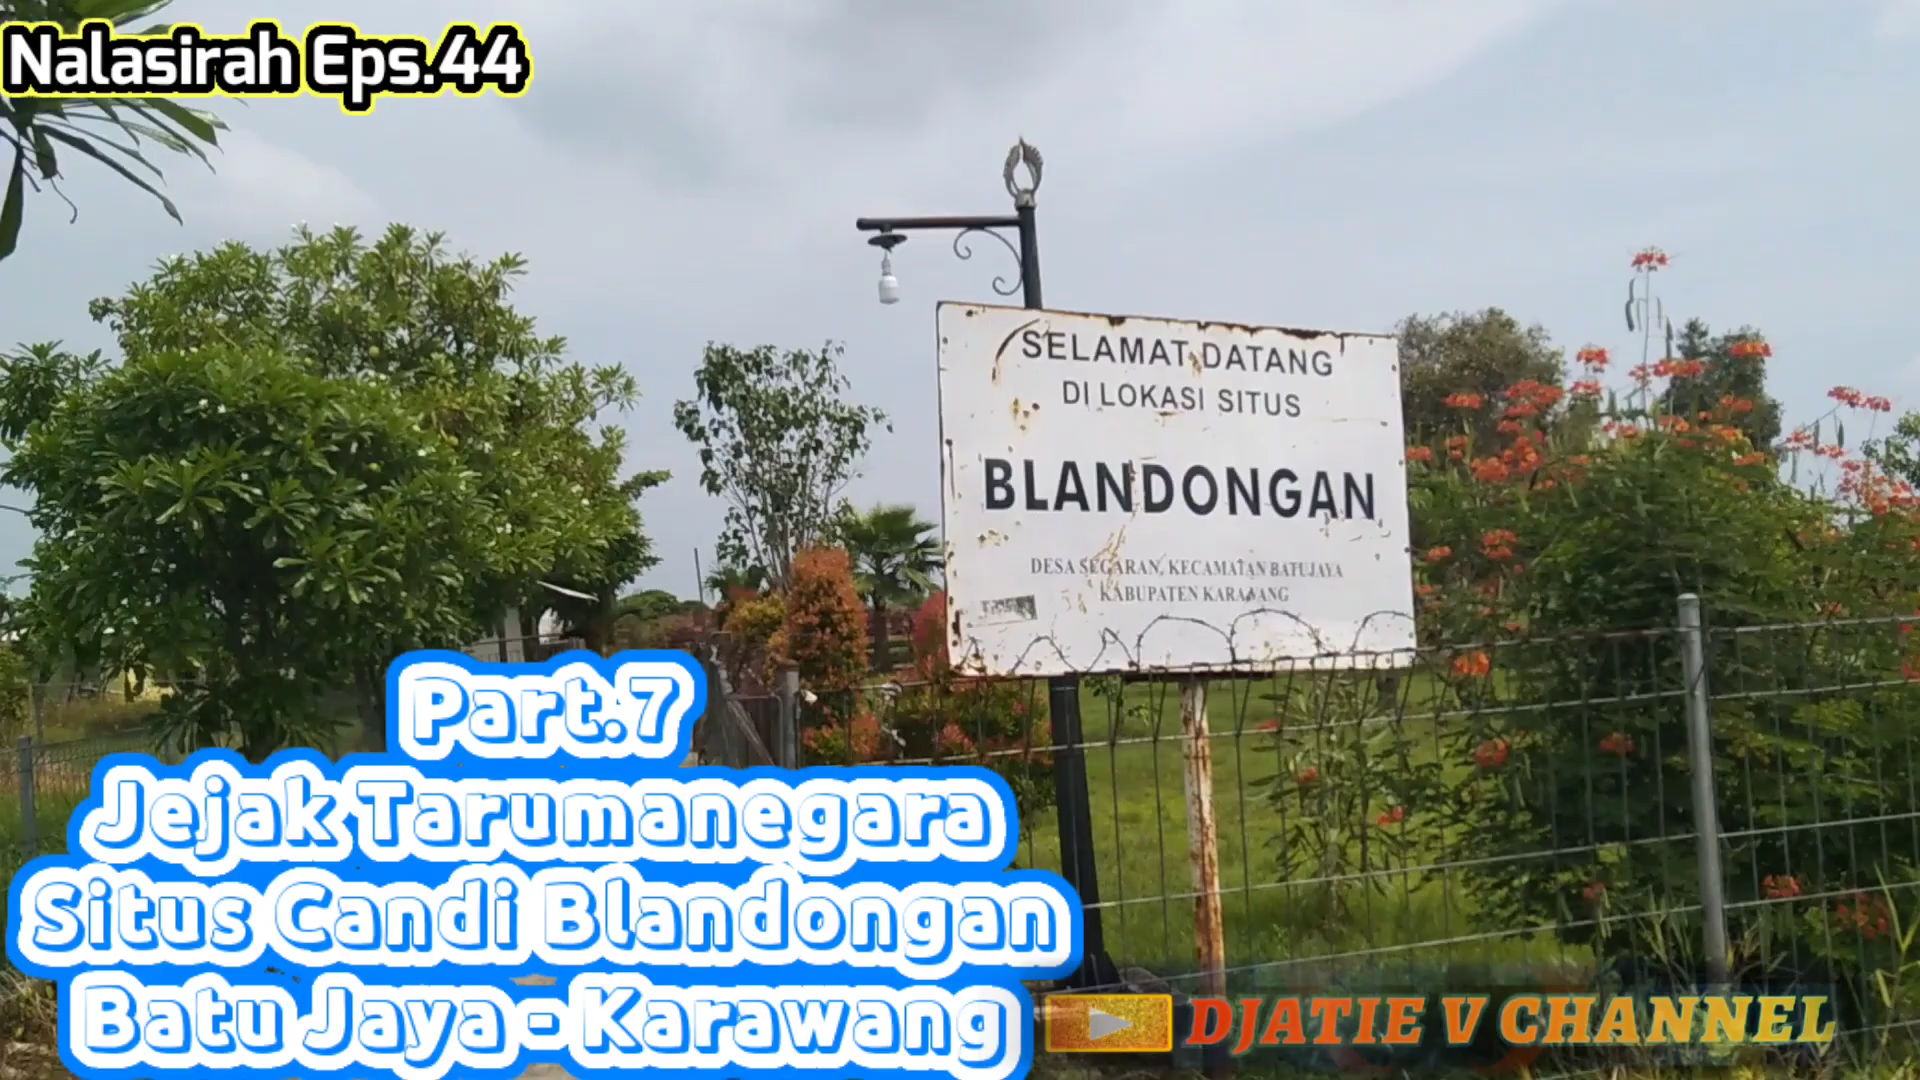 Nalasirah Eps.44
SELAMAT DATANG
DI LOKASI SITUS
BLANDONGAN
DESA SEGARAN, KECAMATAN BATUJAYA
KABUPATEN KARAWANG
Part.7
Jejak Tarumanegara
Situs Candi Blandongan
Batu Jaya - Karawang
DJATIE V CHANNEL